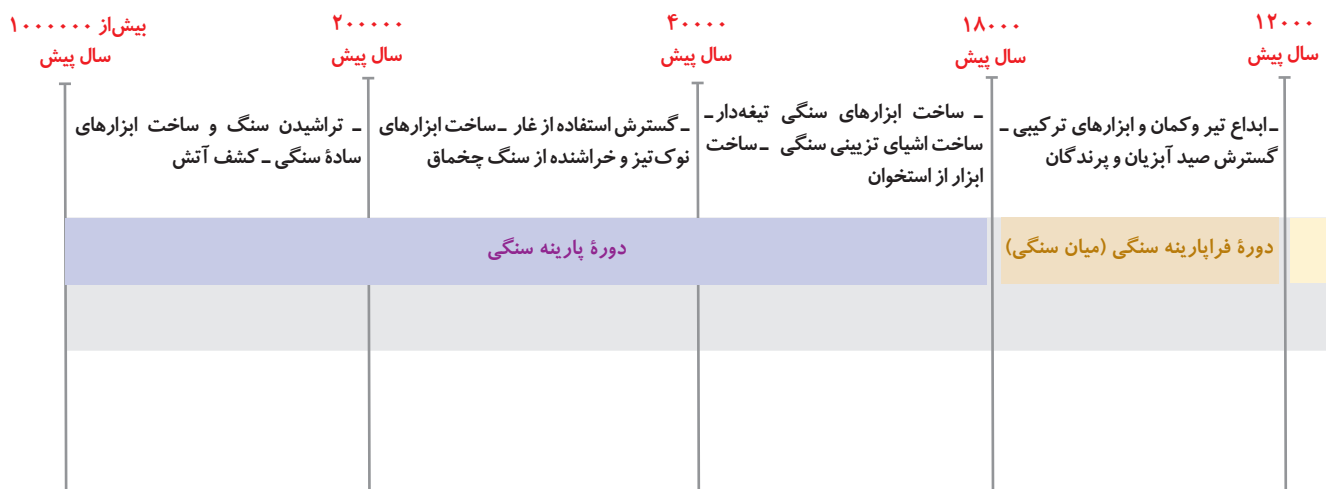 بیش‌از ۱۰۰۰۰۰۰
سال پیش
۲۰۰۰۰۰
سال پیش
۴۰۰۰۰
سال پیش
۱۸۰۰۰
سال پیش
۱۲۰۰۰
سال پیش
ـ تراشیدن سنگ و ساخت ابزارهای
سادهٔ سنگی ـ کشف آتش
ـ گسترش استفاده از غار ـ ساخت ابزارهای
نوک‌تیز و خراشنده از سنگ چخماق
ـ ساخت ابزارهای سنگی تیغه‌دار ـ
ساخت اشیای تزیینی سنگی ـ ساخت
ابزار از استخوان
ـ ابداع تیر و کمان و ابزارهای ترکیبی ـ
گسترش صید آبزیان و پرندگان
دورهٔ پارینه سنگی
دورهٔ فراپارینه سنگی (میان سنگی)